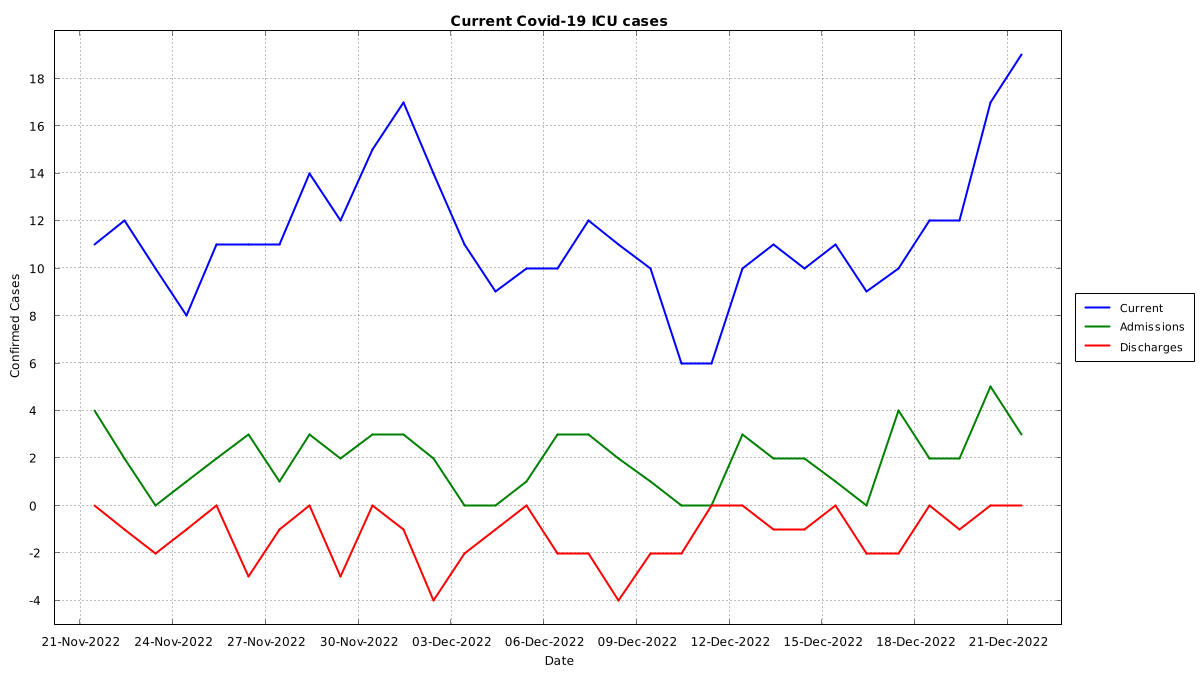 Current Covid-19 ICU cases
Confirmed Cases
18
16
14
12
10
8
6
4
2
0
-2
-4
21-Nov-2022 24-Nov-2022 27-Nov-2022 30-Nov-2022 03-Dec-2022 06-Dec-2022 09-Dec-2022 12-Dec-2022 15-Dec-2022 18-Dec-2022 21-Dec-2022
Date
Current
Admissions
Discharges